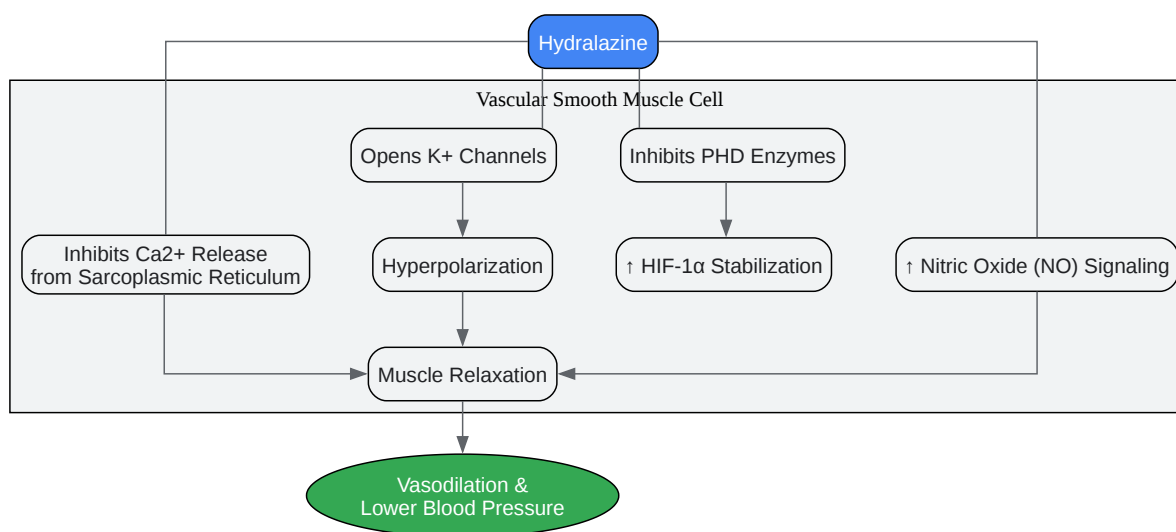 Hydralazine
Vascular Smooth Muscle Cell
Opens K+ Channels
Inhibits PHD Enzymes
Inhibits Ca2+ Release
from Sarcoplasmic Reticulum
Hyperpolarization
↑ HIF-1α Stabilization
↑ Nitric Oxide (NO) Signaling
Muscle Relaxation
Vasodilation &
Lower Blood Pressure